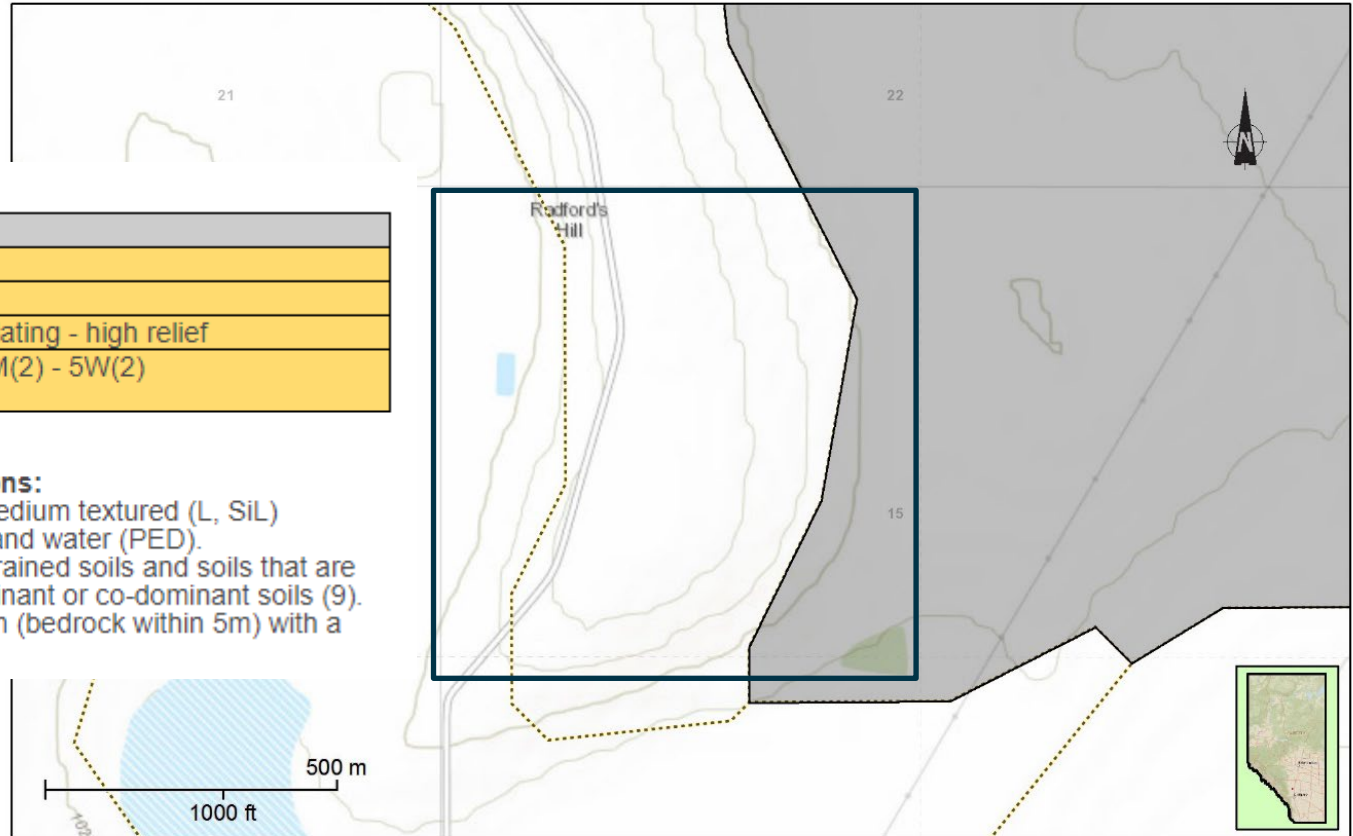 21
22
N
Radford's
Hill
ating - high relief
M(2) - 5W(2)
ns:
edium textured (L, SiL)
and water (PED).
rained soils and soils that are
inant or co-dominant soils (9).
n (bedrock within 5m) with a
15
500 m
1000 ft